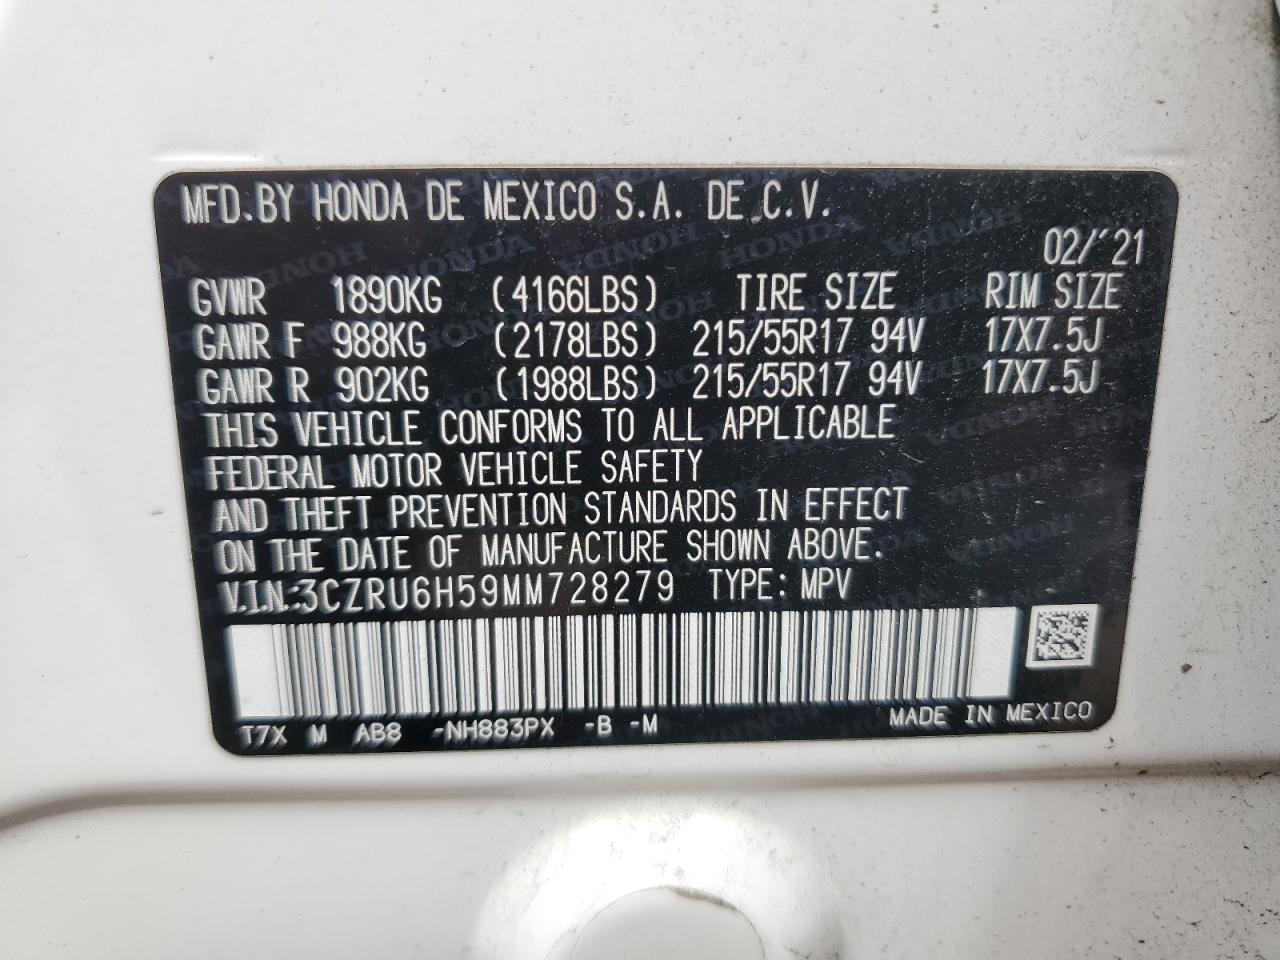 MFD.BY HONDA DE MEXICO S.A. DE C.V.
02/'21
GVWR 1890KG (4166LBS) TIRE SIZE RIM SIZE
GAWR F 988KG (2178LBS) 215/55R17 94V 17X7.5J
GAWR R 902KG (1988LBS) 215/55R17 94V 17X7.5J
THIS VEHICLE CONFORMS TO ALL APPLICABLE
FEDERAL MOTOR VEHICLE SAFETY
AND THEFT PREVENTION STANDARDS IN EFFECT
ON THE DATE OF MANUFACTURE SHOWN ABOVE.
V.I.N:3CZRU6H59MM728279 TYPE: MPV
T7X M AB8 -NH883PX -B -M MADE IN MEXICO